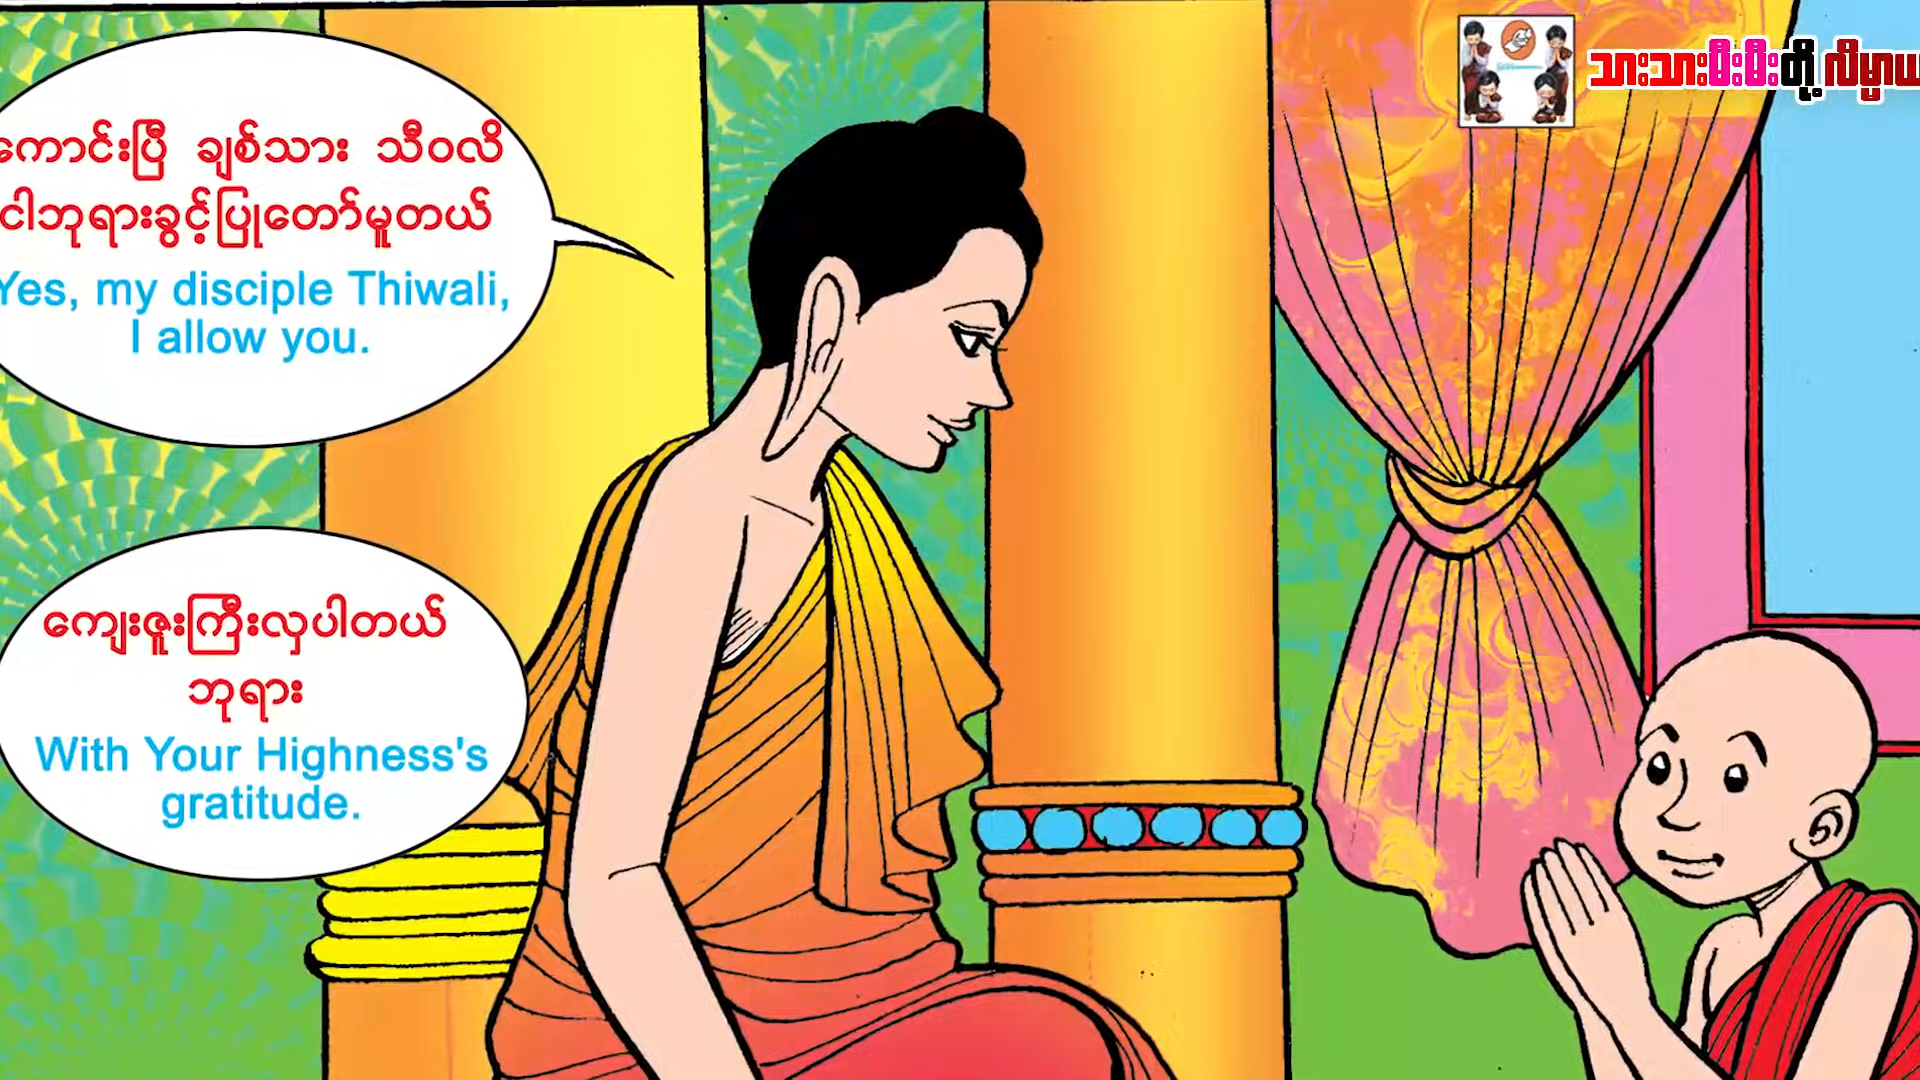 ကောင်းပြီ ချစ်သား သီဝလိ
ငါဘုရားခွင့်ပြုတော်မူတယ်
Yes, my disciple Thiwali,
I allow you.
ကျေးဇူးကြီးလှပါတယ်
ဘုရား
With Your Highness's
gratitude.
သားသားမီးမီးတို့ လိမ္မာယ